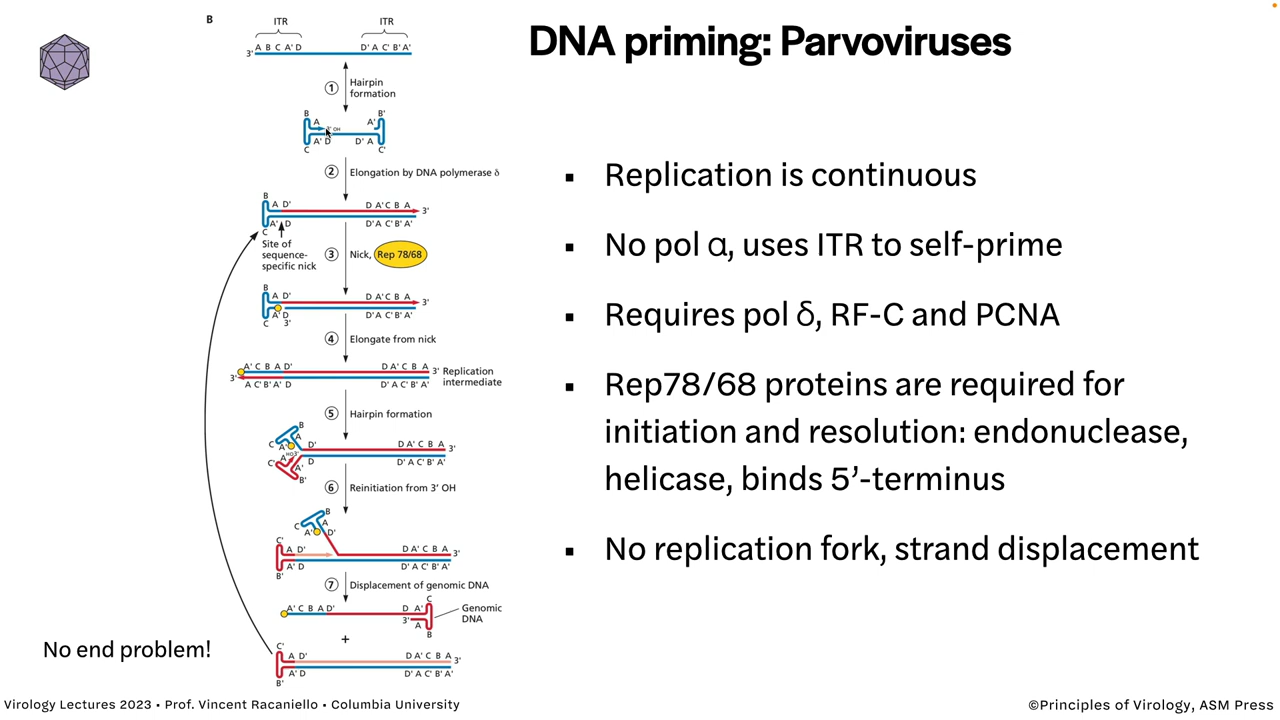 B
ITR ITR
3' A B C A' D D' A C' B' A'
DNA priming: Parvoviruses
1 Hairpin
formation
B B'
A 3' OH A'
A' D D' A
C C'
2 Elongation by DNA polymerase δ
B
A D' D A' C B A 3'
A' D D' A C' B' A'
C
Site of
sequence-
specific nick
3 Nick, Rep 78/68
B
A D' D A' C B A 3'
A' D D' A C' B' A'
C 3'
4 Elongate from nick
A' C B A D' D A' C B A 3'
3' A C' B' A' D D' A C' B' A'
Replication
intermediate
5 Hairpin formation
B
C A D' D A' C B A 3'
A'
A HO3'
C' A' D D' A C' B' A'
B'
6 Reinitiation from 3' OH
B
C A
A' D'
C'
A D' D A' C B A 3'
A' D D' A C' B' A'
B'
7 Displacement of genomic DNA
A' C B A D' D A' C
3' A B
Genomic
DNA
+
C'
A D' D A' C B A 3'
A' D D' A C' B' A'
B'
No end problem!
▪ Replication is continuous
▪ No pol α, uses ITR to self-prime
▪ Requires pol δ, RF-C and PCNA
▪ Rep78/68 proteins are required for
initiation and resolution: endonuclease,
helicase, binds 5’-terminus
▪ No replication fork, strand displacement
Virology Lectures 2023 • Prof. Vincent Racaniello • Columbia University
©Principles of Virology, ASM Press